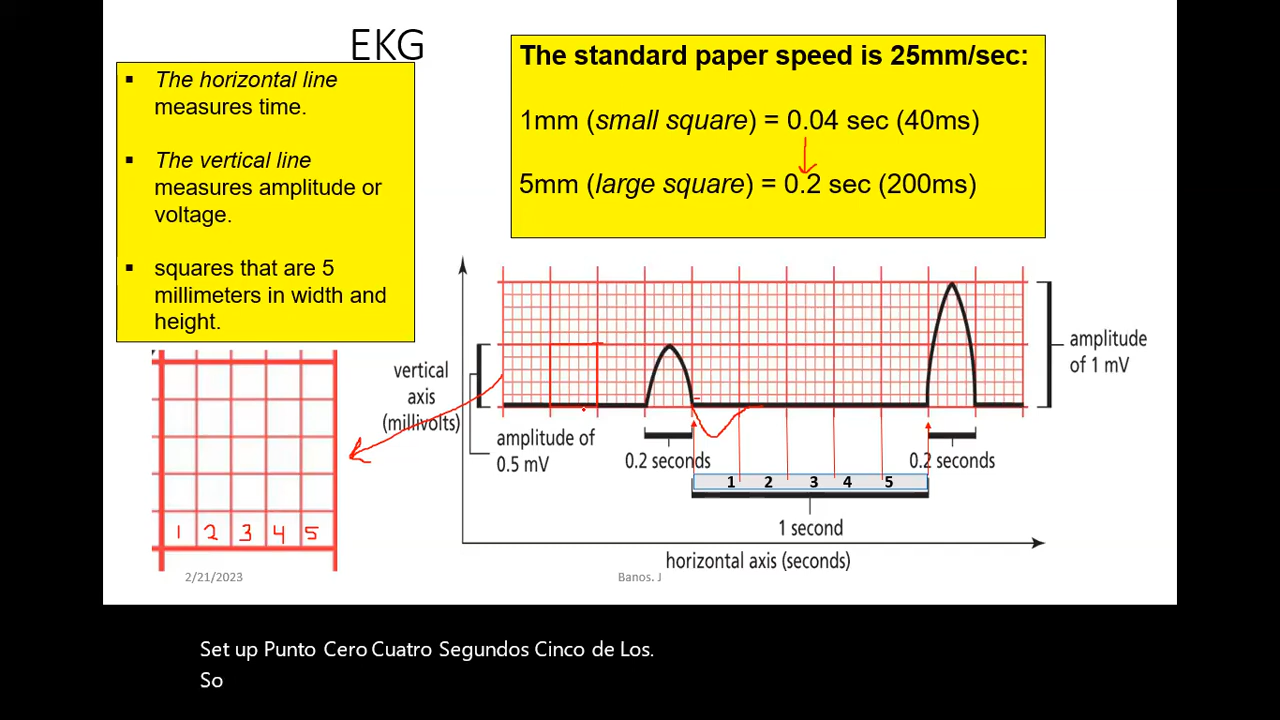 EKG
▪ The horizontal line
measures time.
▪ The vertical line
measures amplitude or
voltage.
▪ squares that are 5
millimeters in width and
height.
The standard paper speed is 25mm/sec:
1mm (small square) = 0.04 sec (40ms)
5mm (large square) = 0.2 sec (200ms)
vertical
axis
(millivolts)
amplitude of
0.5 mV
amplitude
of 1 mV
0.2 seconds
0.2 seconds
1 2 3 4 5
1 second
horizontal axis (seconds)
1 2 3 4 5
2/21/2023
Banos. J
Set up Punto Cero Cuatro Segundos Cinco de Los.
So